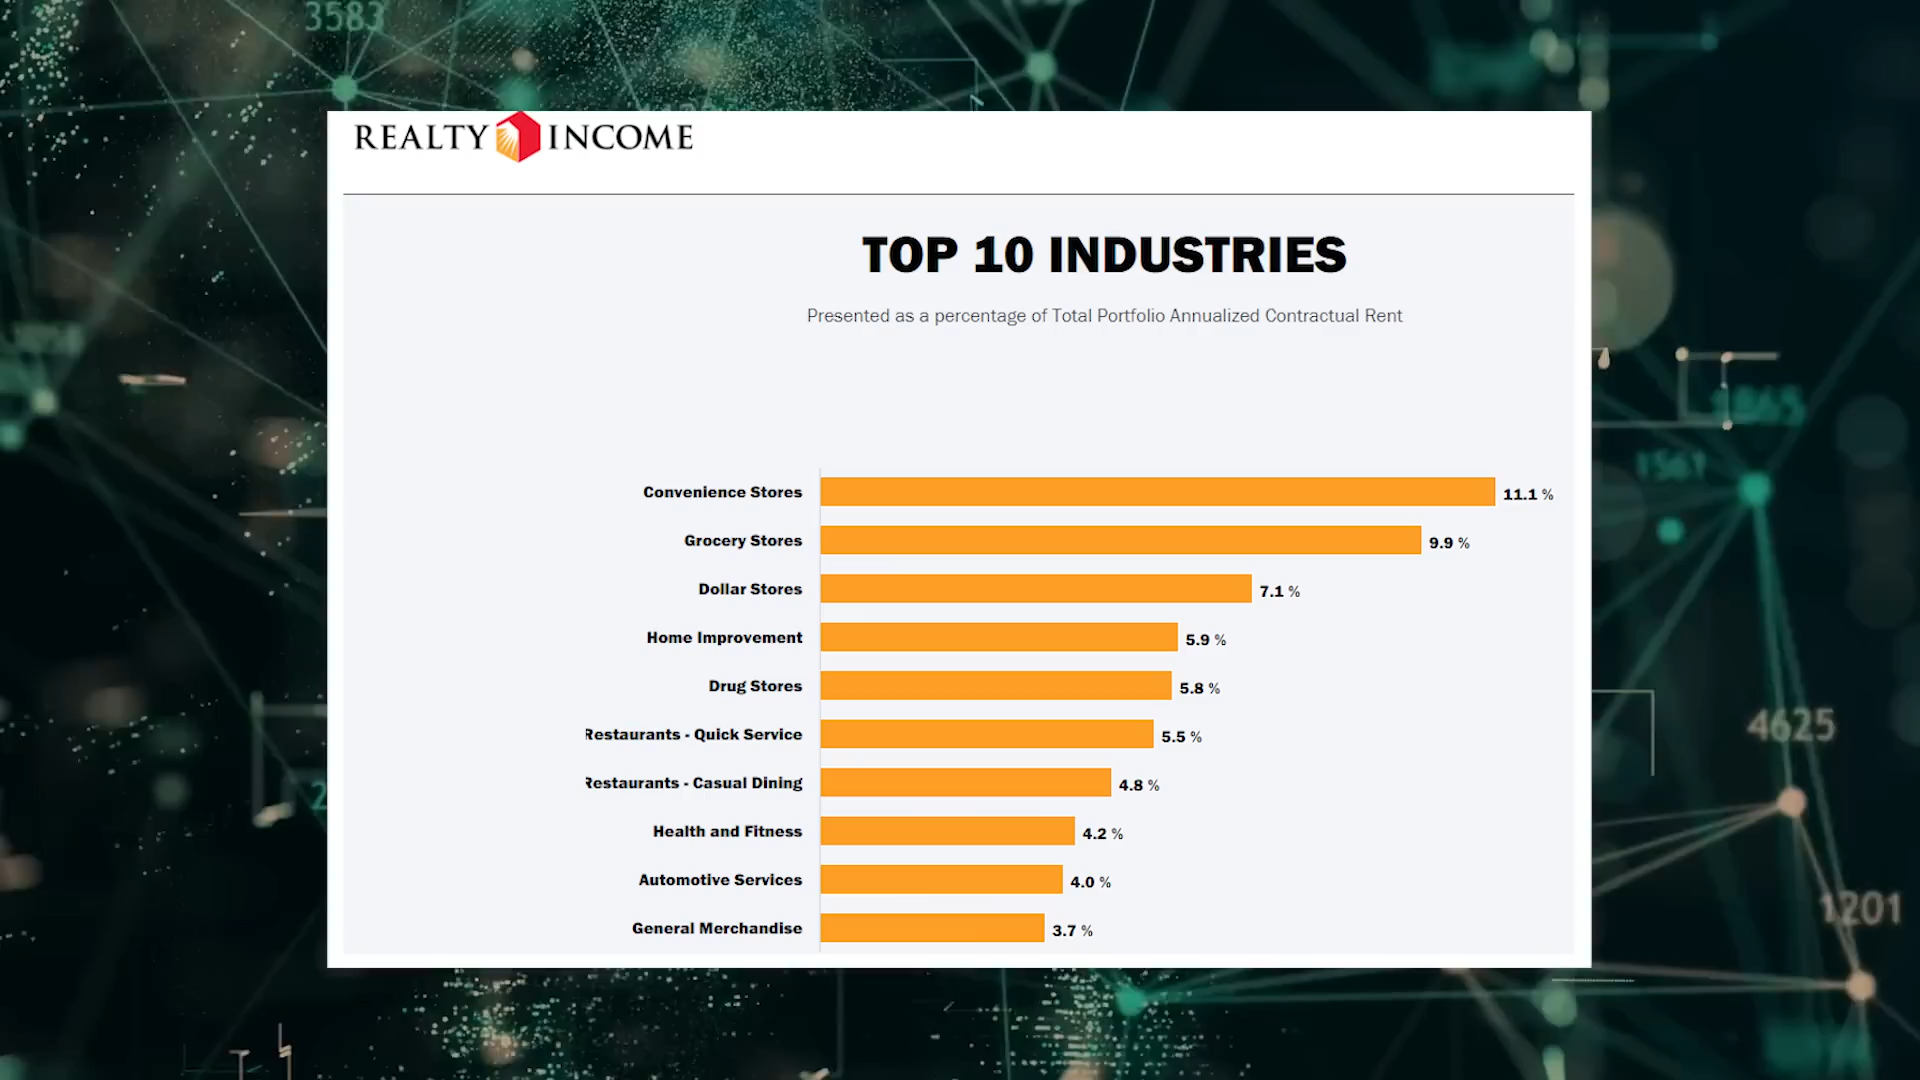 3583
REALTY INCOME
TOP 10 INDUSTRIES
Presented as a percentage of Total Portfolio Annualized Contractual Rent
Convenience Stores 11.1 %
Grocery Stores 9.9 %
Dollar Stores 7.1 %
Home Improvement 5.9 %
Drug Stores 5.8 %
Restaurants - Quick Service 5.5 %
Restaurants - Casual Dining 4.8 %
Health and Fitness 4.2 %
Automotive Services 4.0 %
General Merchandise 3.7 %
1561
4625
1201